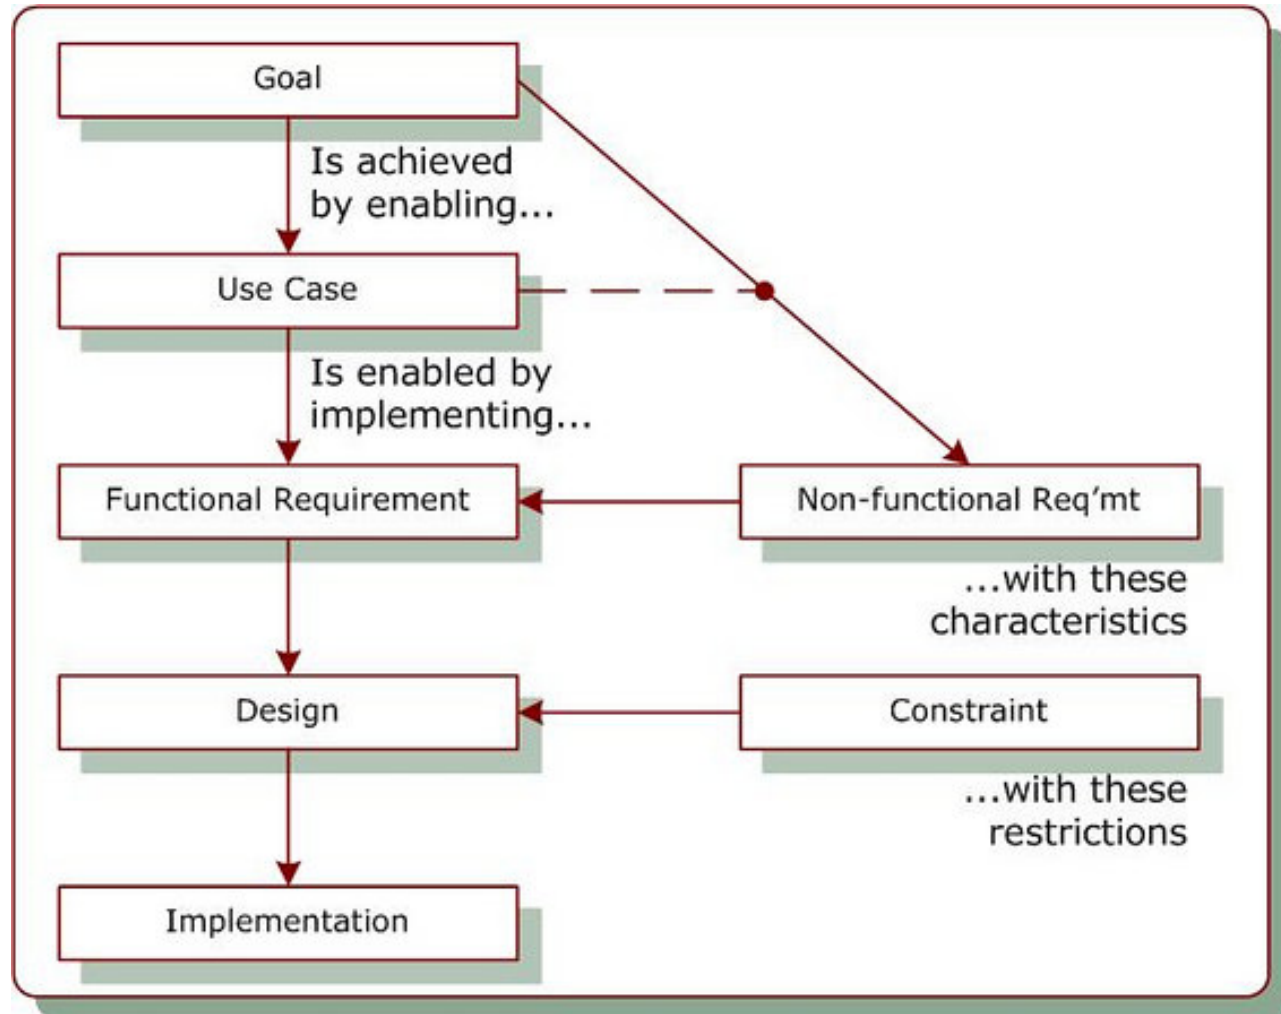 Goal
Is achieved
by enabling...
Use Case
Is enabled by
implementing...
Functional Requirement
Non-functional Req’mt
...with these
characteristics
Design
Constraint
...with these
restrictions
Implementation